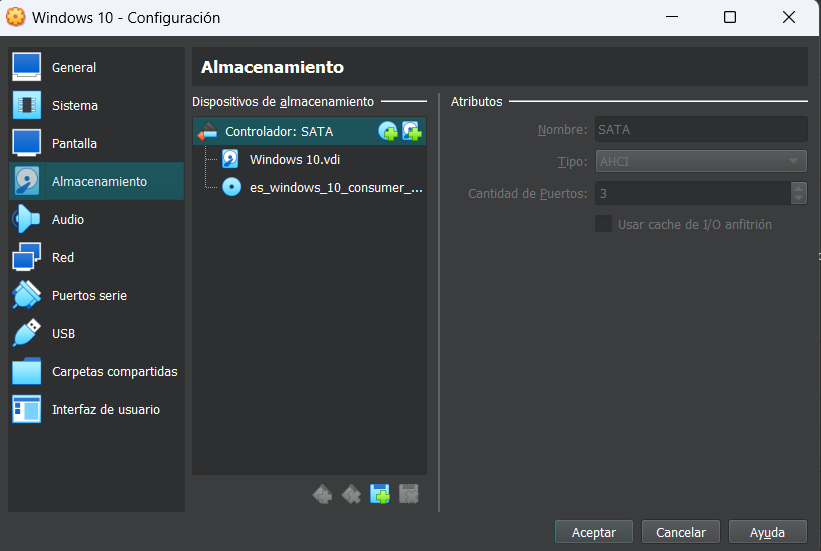 Windows 10 - Configuración
General
Sistema
Pantalla
Almacenamiento
Audio
Red
Puertos serie
USB
Carpetas compartidas
Interfaz de usuario
Almacenamiento
Dispositivos de almacenamiento
Controlador: SATA
Windows 10.vdi
es_windows_10_consumer_...
Atributos
Nombre: SATA
Tipo: AHCI
Cantidad de Puertos: 3
Usar cache de I/O anfitrión
Aceptar Cancelar Ayuda